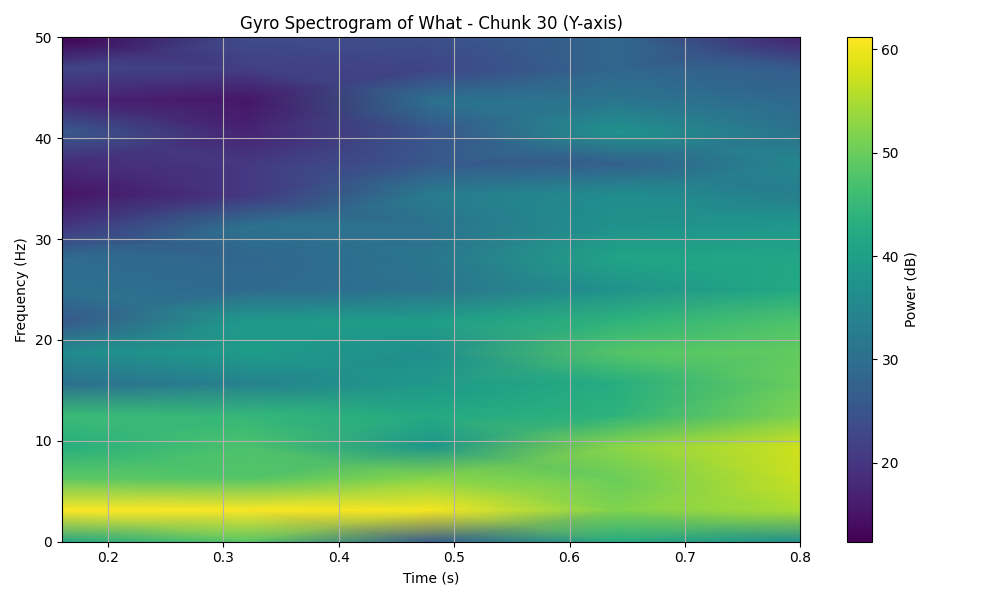 Gyro Spectrogram of What - Chunk 30 (Y-axis)
50
40
30
20
10
0
Frequency (Hz)
0.2 0.3 0.4 0.5 0.6 0.7 0.8
Time (s)
60
50
40
30
20
Power (dB)